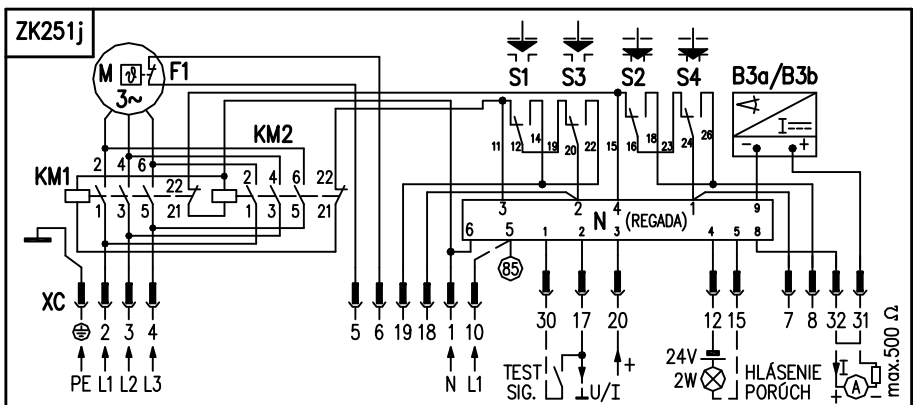 ZK251j
M ϑ F1
3~
S1 S3 S2 S4 B3a/B3b
I
- +
KM2
KM1
2 4 6 22
1 3 5 21
2 4 6 22
1 3 5 21
11 12 14 19 20 22 15 16 18 23 24 26
3 2 4 1 9
N (REGADA)
6 5 1 2 3 4 5 8
85
XC
2 3 4 5 6 19 18 1 10 30 17 20 12 15 7 8 32 31
PE L1 L2 L3 N L1
TEST
SIG.
⊥U/I
+
24V
2W
HLÁSENIE
PORÚCH
I
A
+ −
max.500 Ω